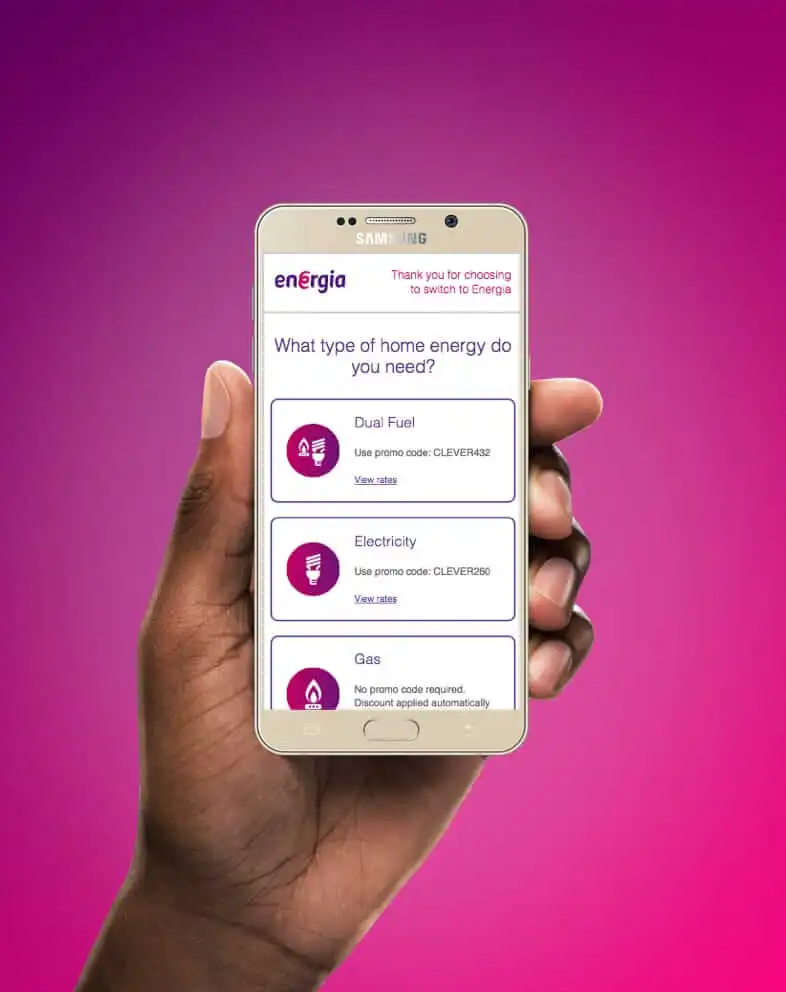 SAMSUNG
energia
Thank you for choosing
to switch to Energia
What type of home energy do
you need?
Dual Fuel
Use promo code: CLEVER432
View rates
Electricity
Use promo code: CLEVER260
View rates
Gas
No promo code required.
Discount applied automatically